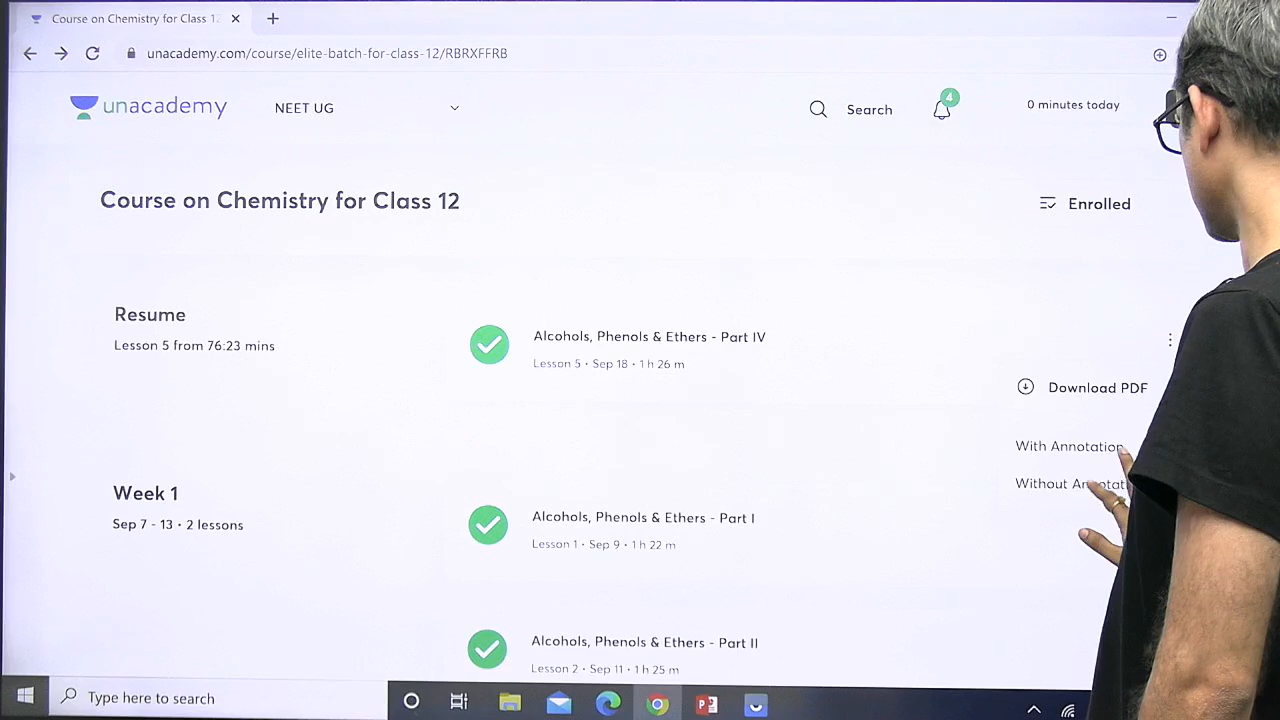 Course on Chemistry for Class 12
unacademy.com/course/elite-batch-for-class-12/RBRXFFRB
unacademy
NEET UG
Search
4
0 minutes today
Course on Chemistry for Class 12
Enrolled
Resume
Lesson 5 from 76:23 mins
Alcohols, Phenols & Ethers - Part IV
Lesson 5 • Sep 18 • 1 h 26 m
Download PDF
With Annotation
Without Annotati
Week 1
Sep 7 - 13 • 2 lessons
Alcohols, Phenols & Ethers - Part I
Lesson 1 • Sep 9 • 1 h 22 m
Alcohols, Phenols & Ethers - Part II
Lesson 2 • Sep 11 • 1 h 25 m
Type here to search